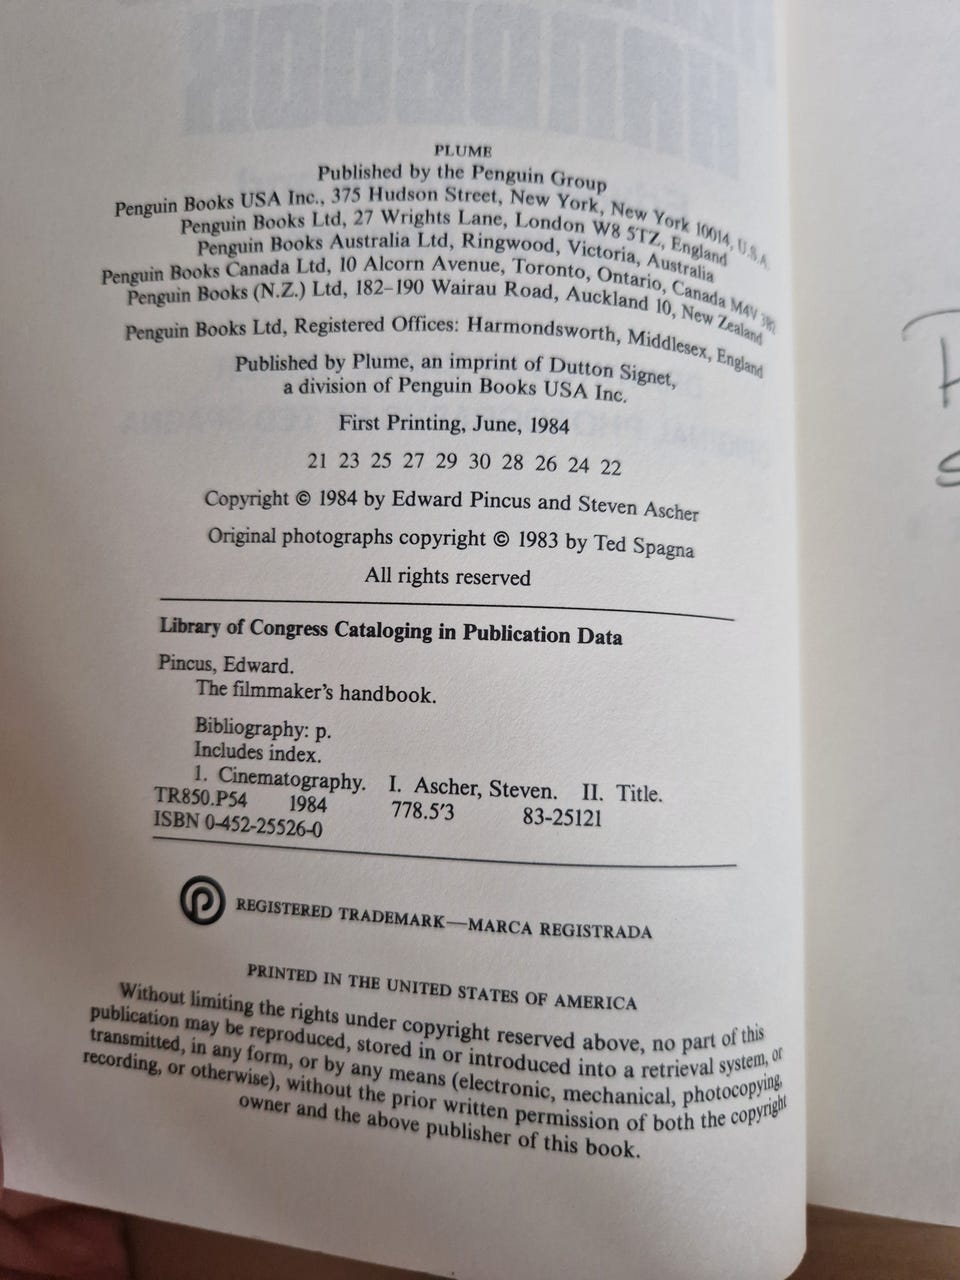 HANDBOOK
PLUME
Published by the Penguin Group
Penguin Books USA Inc., 375 Hudson Street, New York, New York 10014, U.S.A.
Penguin Books Ltd, 27 Wrights Lane, London W8 5TZ, England
Penguin Books Australia Ltd, Ringwood, Victoria, Australia
Penguin Books Canada Ltd, 10 Alcorn Avenue, Toronto, Ontario, Canada M4V 3B2
Penguin Books (N.Z.) Ltd, 182–190 Wairau Road, Auckland 10, New Zealand
Penguin Books Ltd, Registered Offices: Harmondsworth, Middlesex, England
Published by Plume, an imprint of Dutton Signet,
a division of Penguin Books USA Inc.
First Printing, June, 1984
21 23 25 27 29 30 28 26 24 22
Copyright © 1984 by Edward Pincus and Steven Ascher
Original photographs copyright © 1983 by Ted Spagna
All rights reserved
Library of Congress Cataloging in Publication Data
Pincus, Edward.
The filmmaker's handbook.
Bibliography: p.
Includes index.
1. Cinematography. I. Ascher, Steven. II. Title.
TR850.P54 1984 778.5'3 83-25121
ISBN 0-452-25526-0
REGISTERED TRADEMARK—MARCA REGISTRADA
PRINTED IN THE UNITED STATES OF AMERICA
Without limiting the rights under copyright reserved above, no part of this
publication may be reproduced, stored in or introduced into a retrieval system, or
transmitted, in any form, or by any means (electronic, mechanical, photocopying,
recording, or otherwise), without the prior written permission of both the copyright
owner and the above publisher of this book.